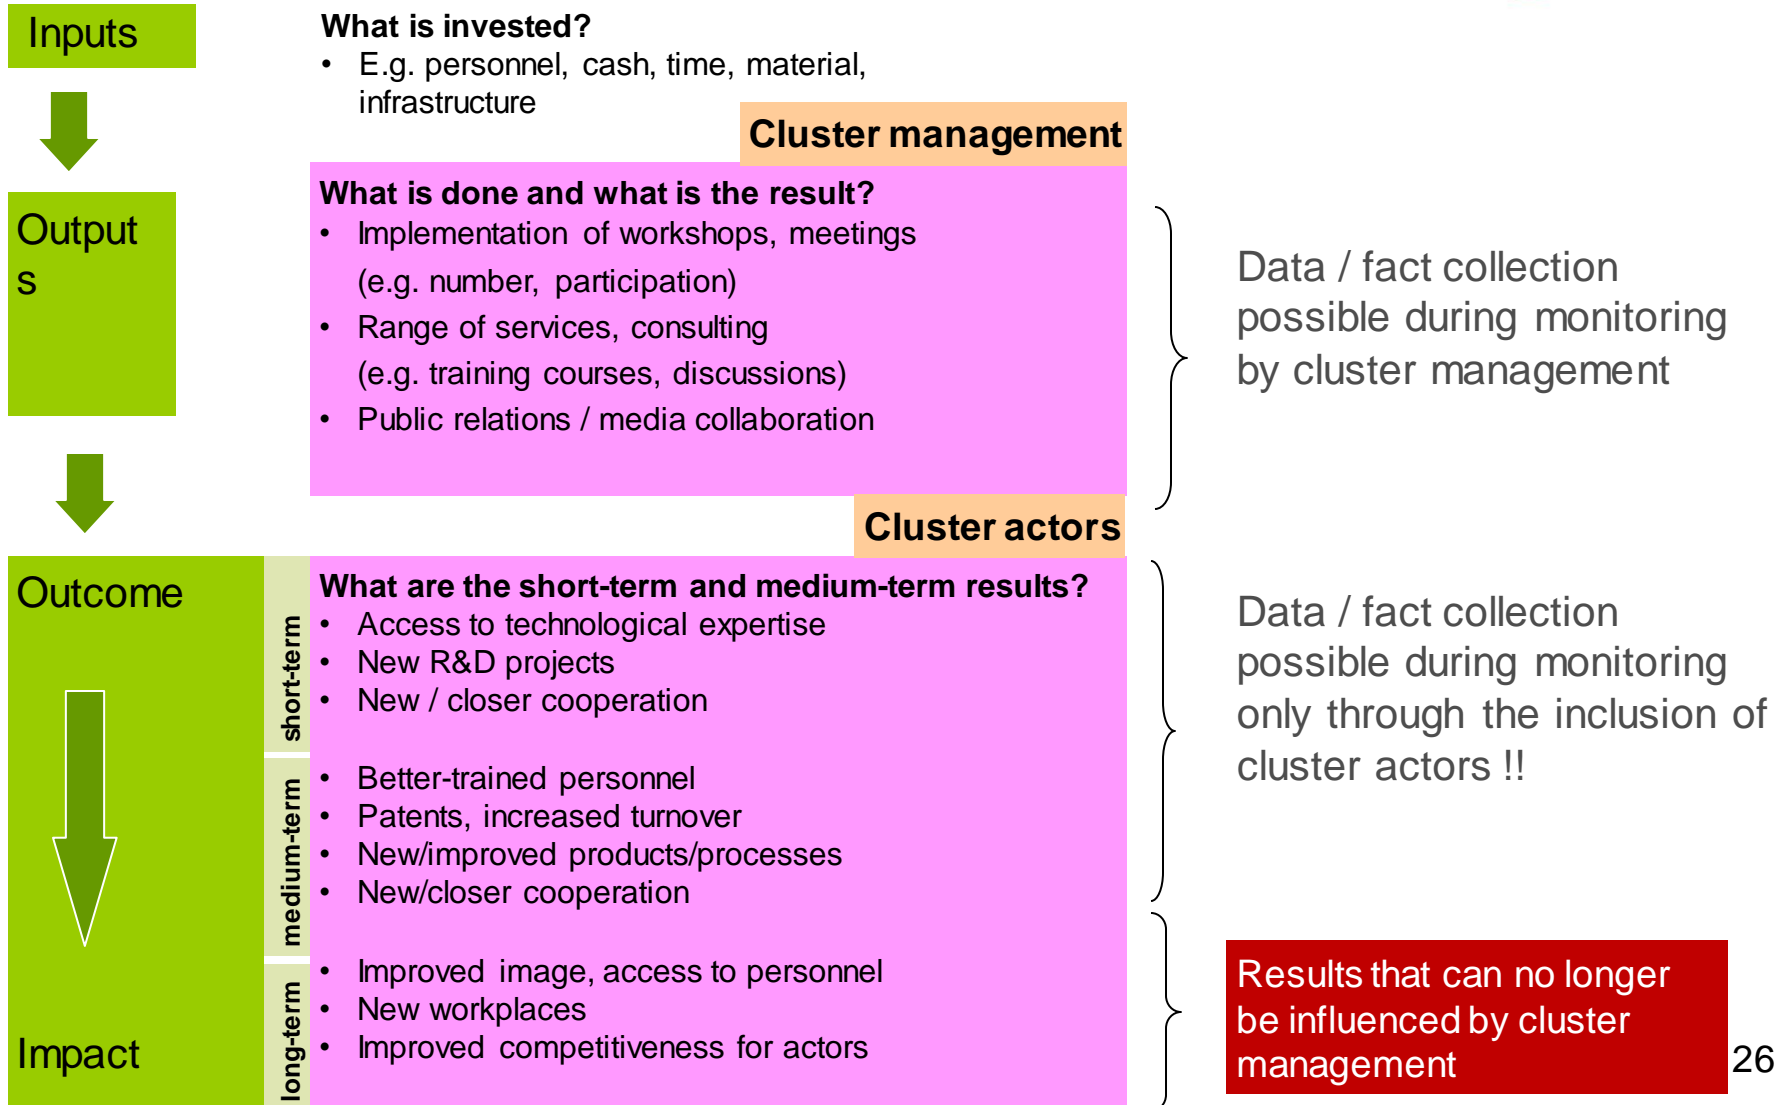 Inputs
What is invested?
• E.g. personnel, cash, time, material,
infrastructure
Cluster management
Output
s
What is done and what is the result?
• Implementation of workshops, meetings
(e.g. number, participation)
• Range of services, consulting
(e.g. training courses, discussions)
• Public relations / media collaboration
Data / fact collection
possible during monitoring
by cluster management
Cluster actors
Outcome
short-term
What are the short-term and medium-term results?
• Access to technological expertise
• New R&D projects
• New / closer cooperation
medium-term
• Better-trained personnel
• Patents, increased turnover
• New/improved products/processes
• New/closer cooperation
Data / fact collection
possible during monitoring
only through the inclusion of
cluster actors !!
Impact
long-term
• Improved image, access to personnel
• New workplaces
• Improved competitiveness for actors
Results that can no longer
be influenced by cluster
management
26